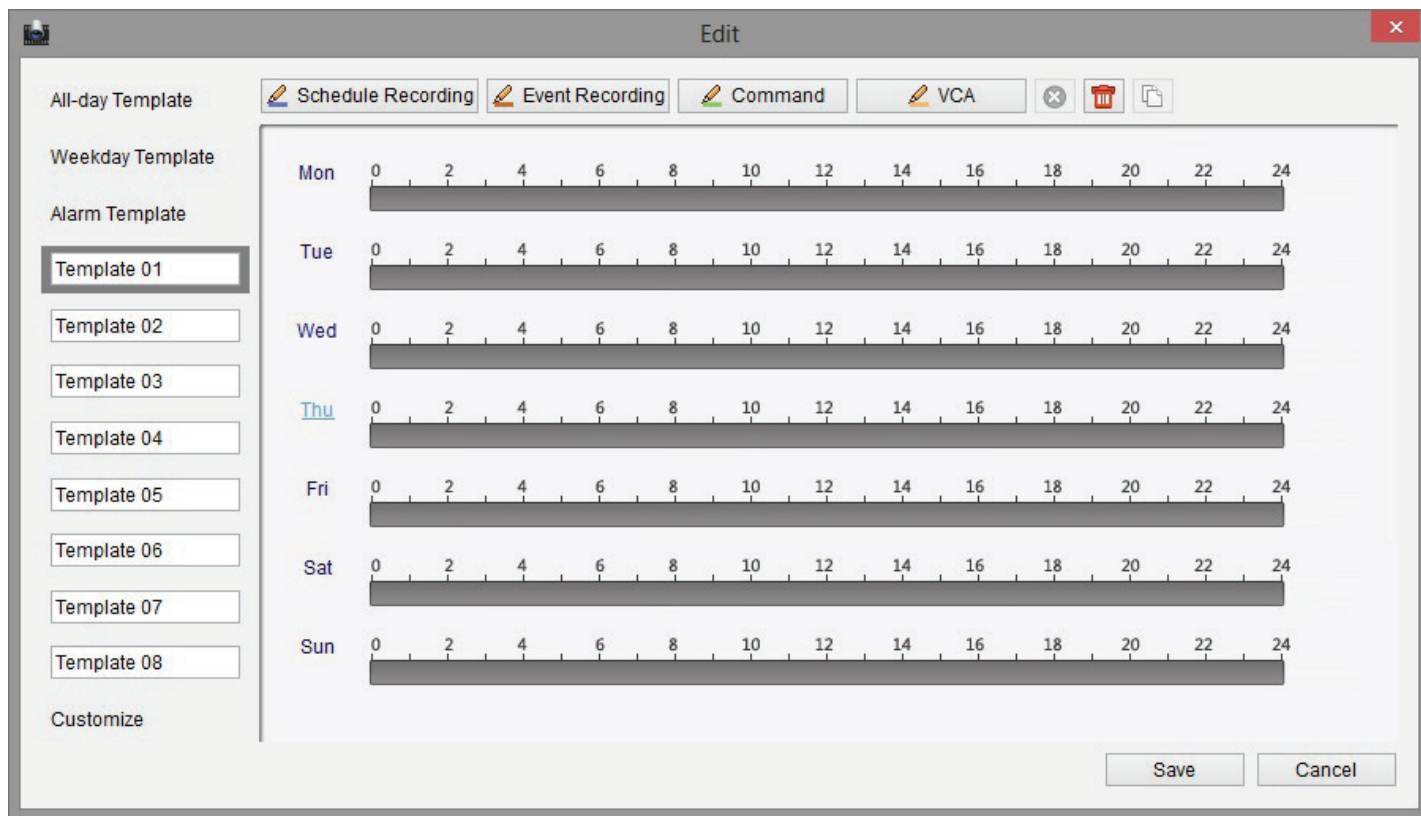 Edit
All-day Template
Weekday Template
Alarm Template
Template 01
Template 02
Template 03
Template 04
Template 05
Template 06
Template 07
Template 08
Customize
Schedule Recording Event Recording Command VCA
Mon 0 2 4 6 8 10 12 14 16 18 20 22 24
Tue 0 2 4 6 8 10 12 14 16 18 20 22 24
Wed 0 2 4 6 8 10 12 14 16 18 20 22 24
Thu 0 2 4 6 8 10 12 14 16 18 20 22 24
Fri 0 2 4 6 8 10 12 14 16 18 20 22 24
Sat 0 2 4 6 8 10 12 14 16 18 20 22 24
Sun 0 2 4 6 8 10 12 14 16 18 20 22 24
Save Cancel